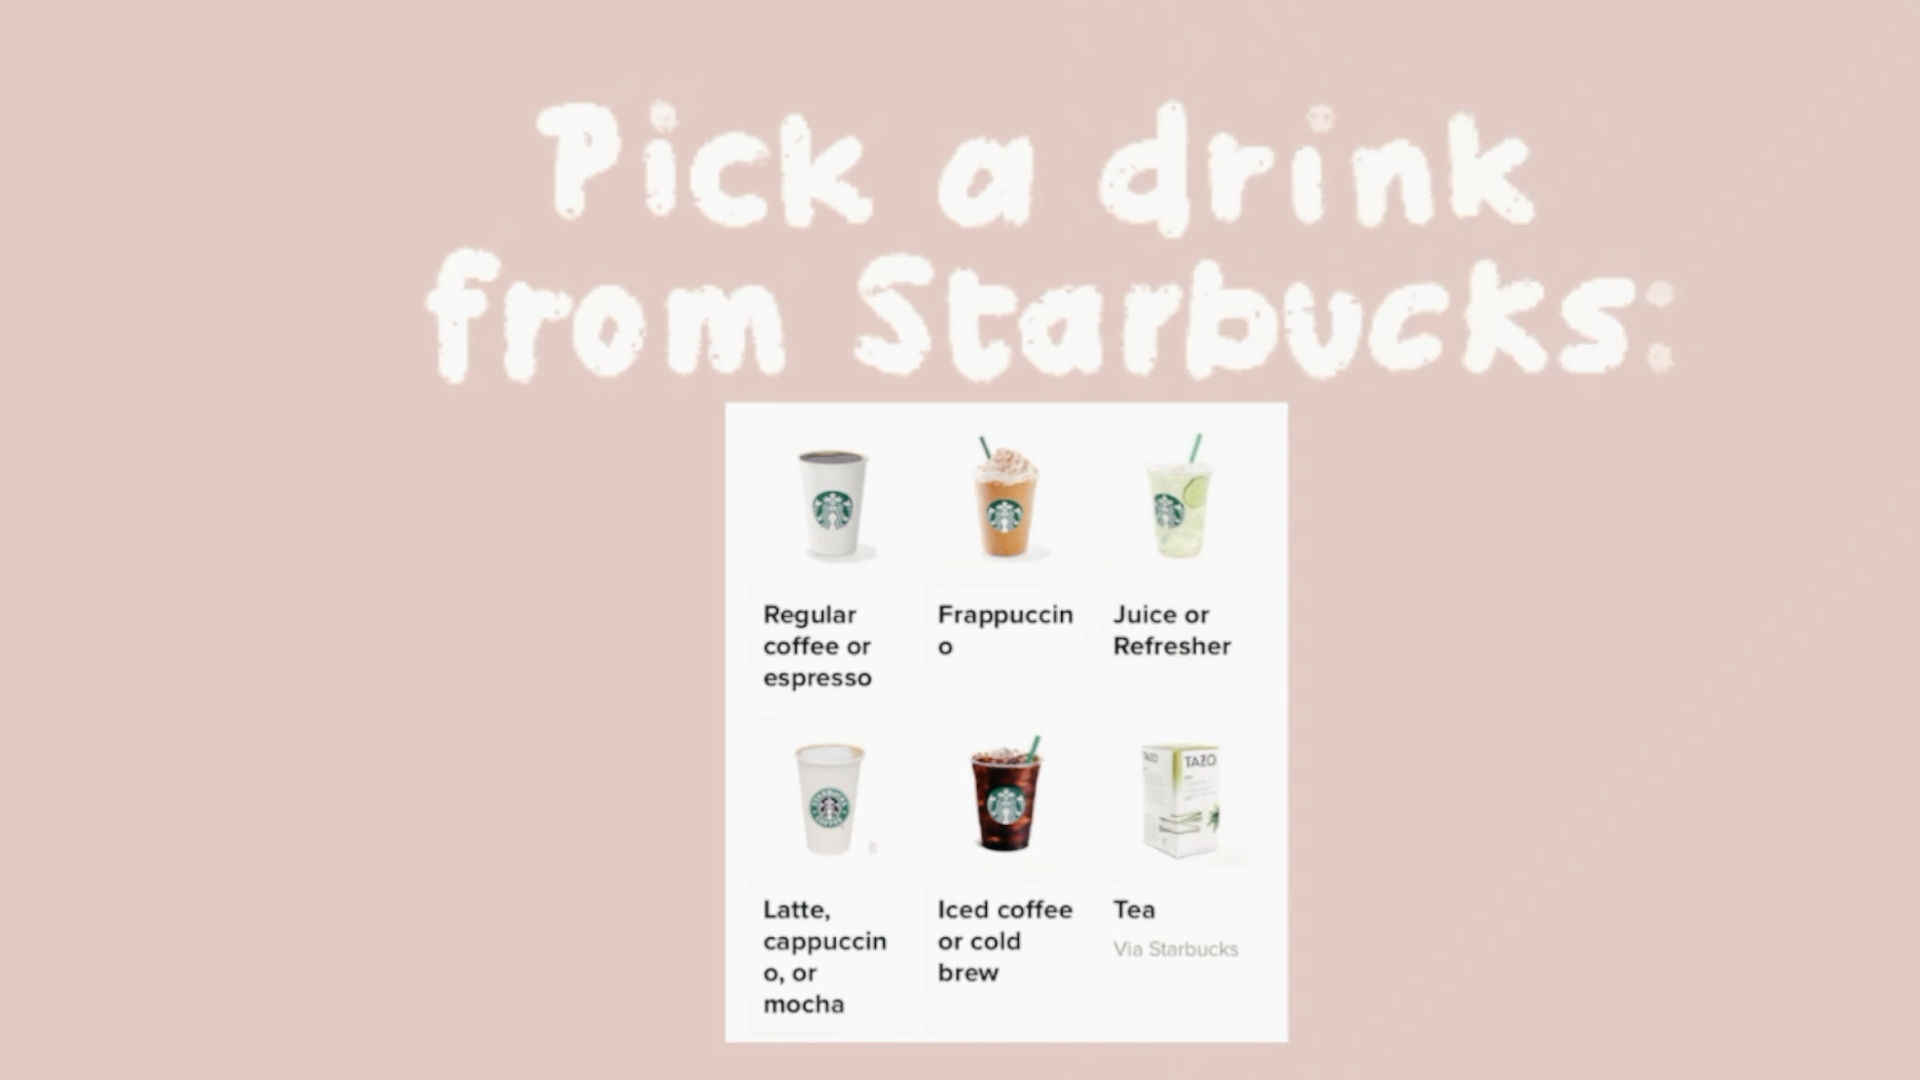 Pick a drink
from Starbucks:
Regular
coffee or
espresso
Frappuccin
o
Juice or
Refresher
TAZO
TAZO
Latte,
cappuccin
o, or
mocha
Iced coffee
or cold
brew
Tea
Via Starbucks